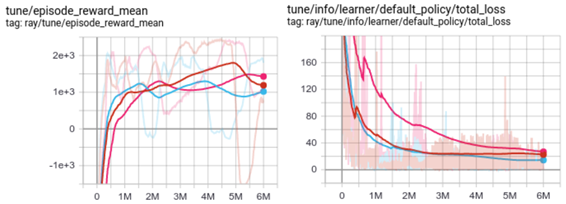 tune/episode_reward_mean
tag: ray/tune/episode_reward_mean
2e+3
1e+3
0
-1e+3
0 1M 2M 3M 4M 5M 6M
tune/info/learner/default_policy/total_loss
tag: ray/tune/info/learner/default_policy/total_loss
160
120
80
40
0
0 1M 2M 3M 4M 5M 6M